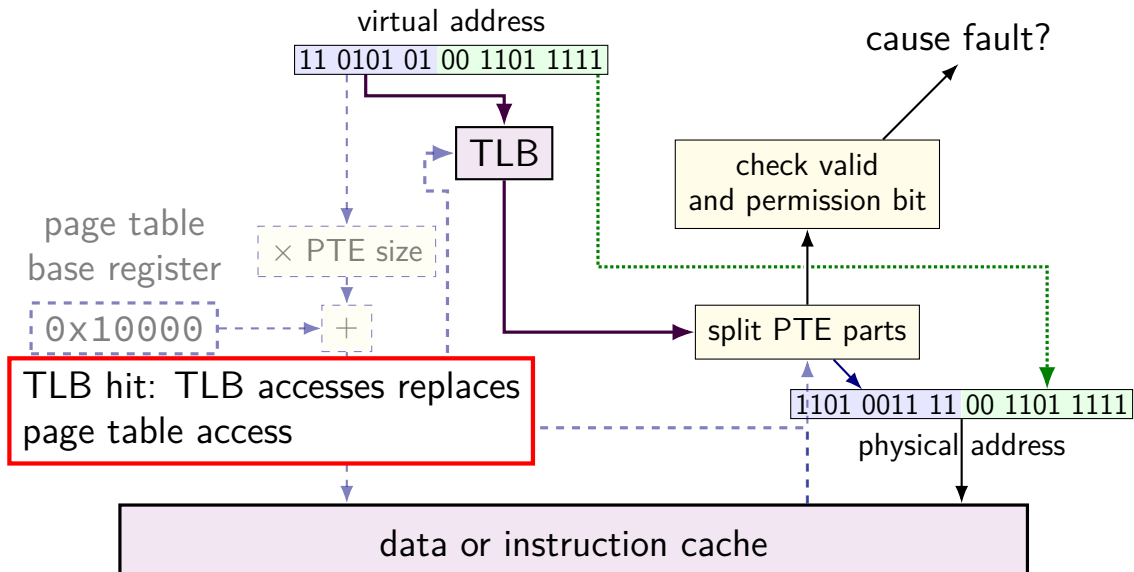 virtual address
11 0101 01 00 1101 1111
cause fault?
TLB
check valid
and permission bit
page table
base register
× PTE size
0x10000
+
split PTE parts
TLB hit: TLB accesses replaces
page table access
1101 0011 11 00 1101 1111
physical address
data or instruction cache